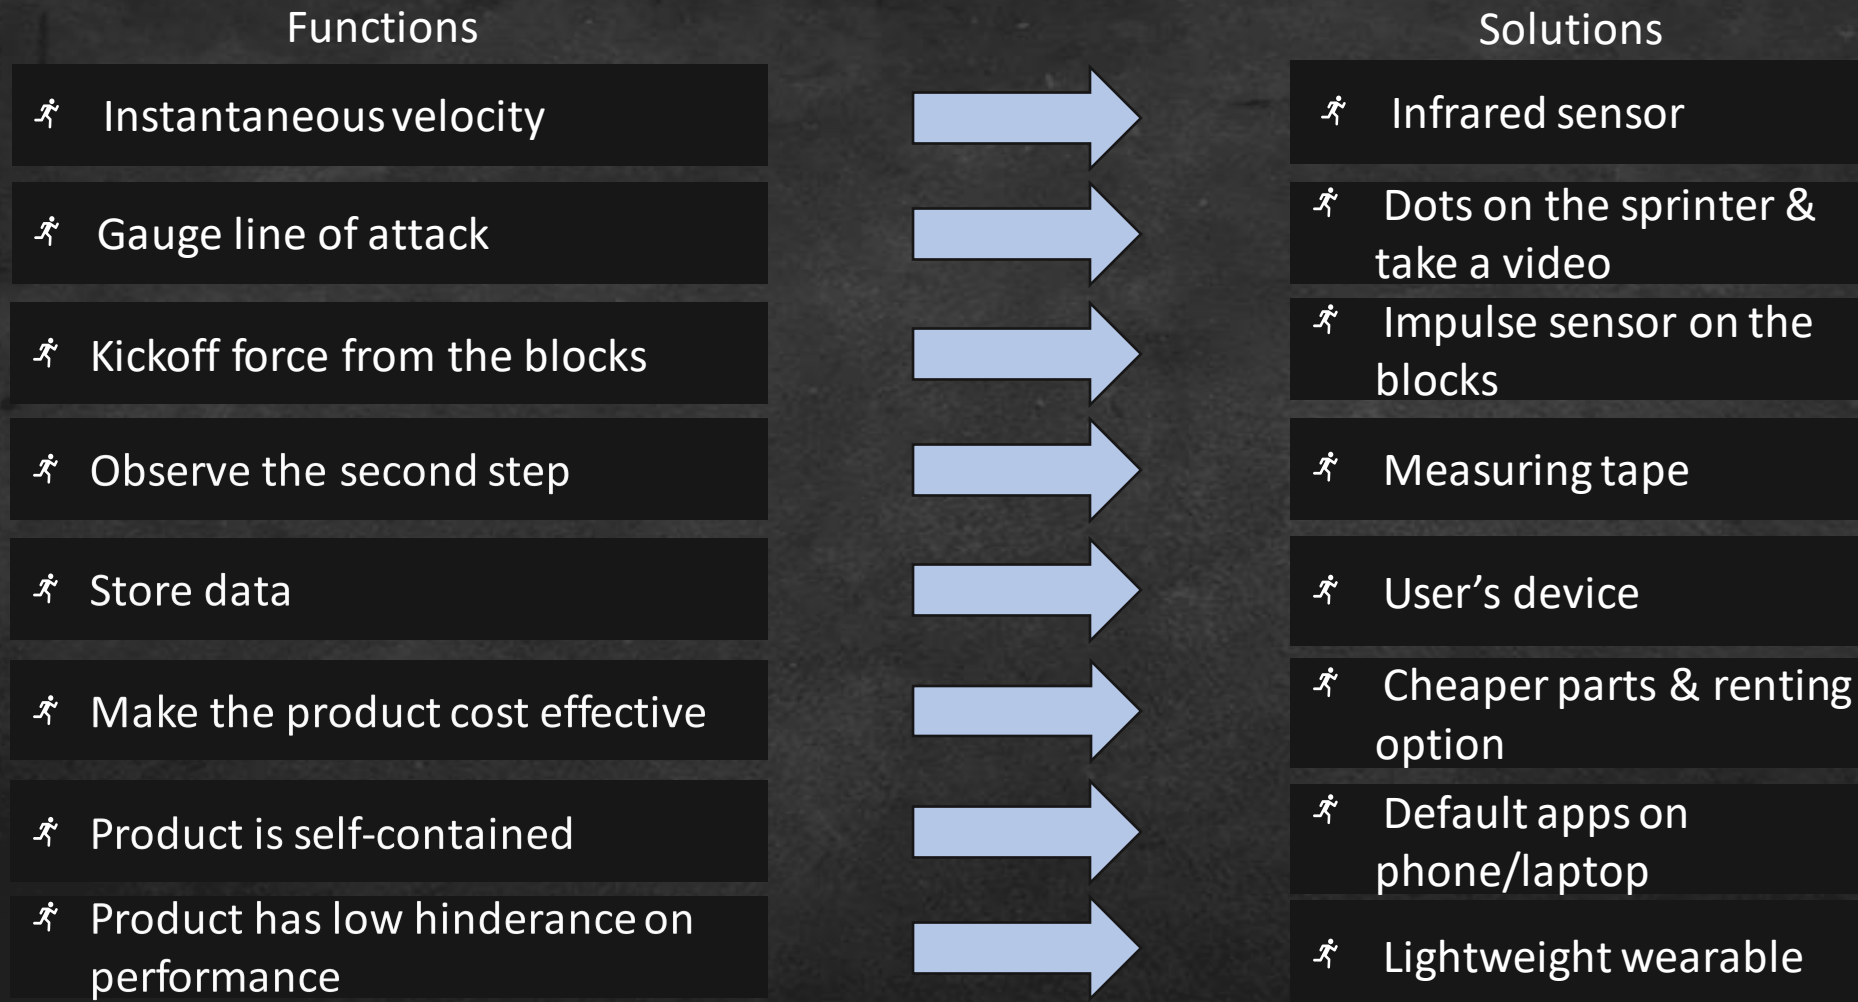 Functions
Solutions
Instantaneous velocity
Infrared sensor
Gauge line of attack
Dots on the sprinter &
take a video
Kickoff force from the blocks
Impulse sensor on the
blocks
Observe the second step
Measuring tape
Store data
User’s device
Make the product cost effective
Cheaper parts & renting
option
Product is self-contained
Default apps on
phone/laptop
Product has low hinderance on
performance
Lightweight wearable